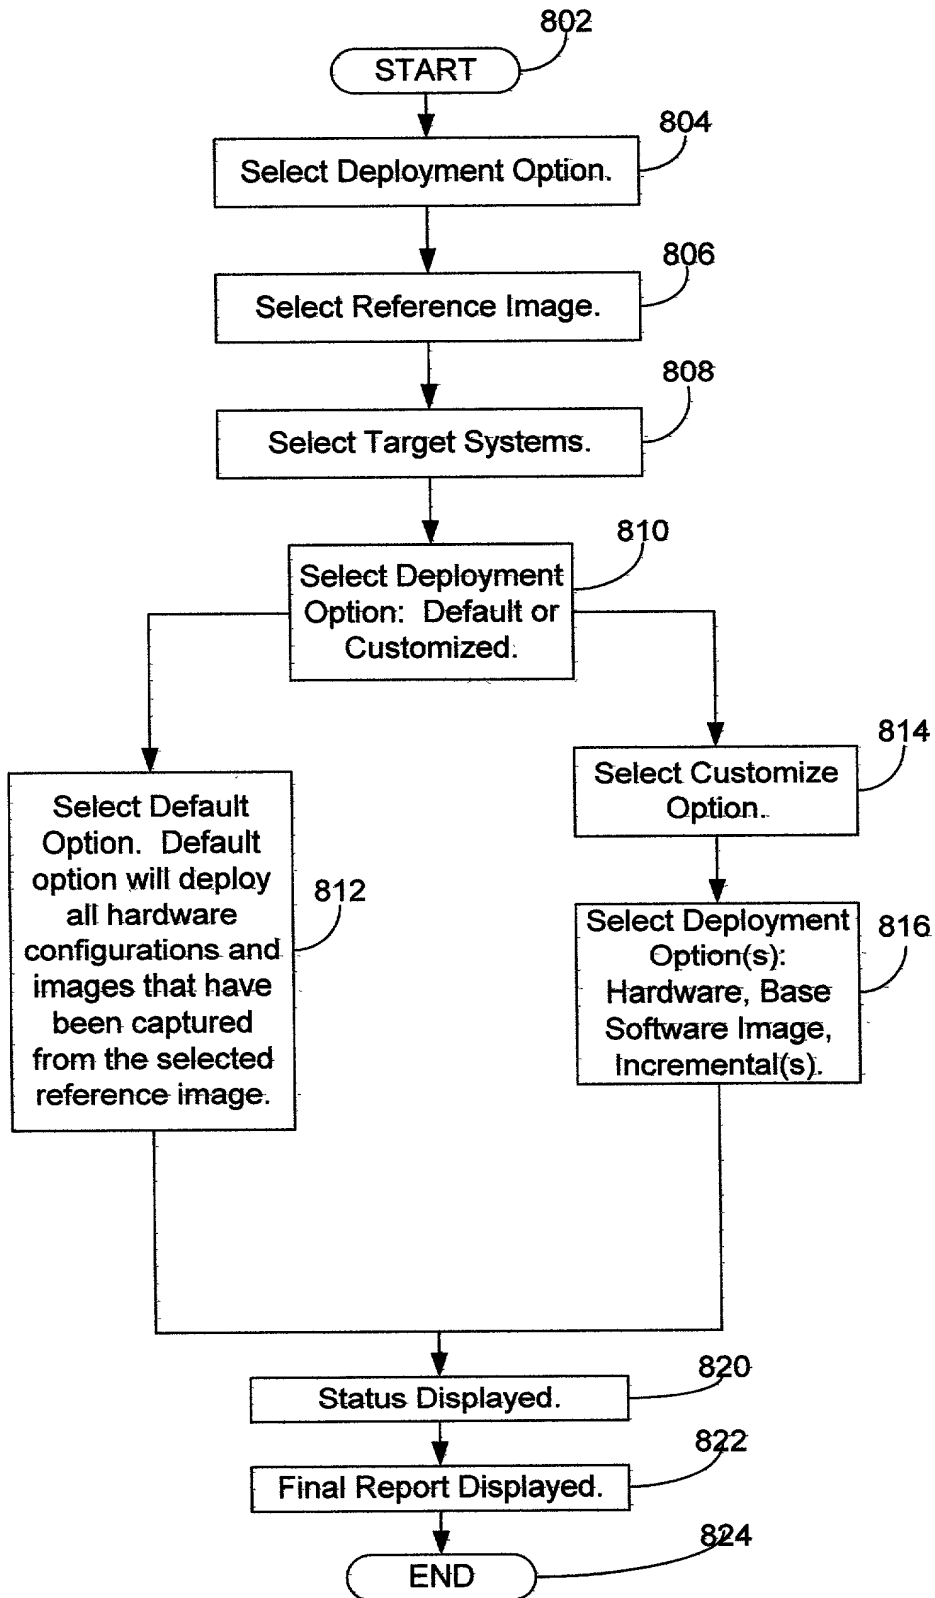 802
START
804
Select Deployment Option.
806
Select Reference Image.
808
Select Target Systems.
810
Select Deployment
Option: Default or
Customized.
814
Select Customize
Option.
Select Default
Option. Default
option will deploy
all hardware
configurations and
images that have
been captured
from the selected
reference image.
812
Select Deployment
Option(s):
Hardware, Base
Software Image,
Incremental(s).
816
820
Status Displayed.
822
Final Report Displayed.
824
END